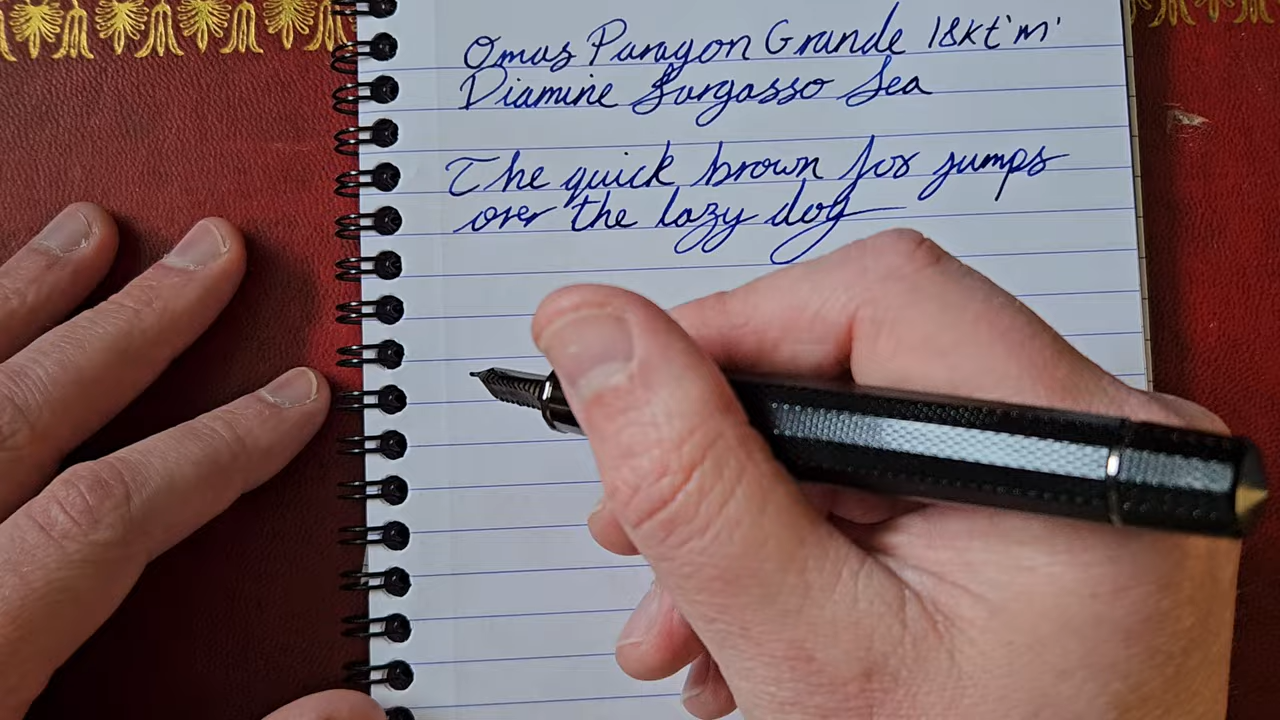 Omas Paragon Grande 18kt 'm'
Diamine Sargasso Sea
The quick brown fox jumps
over the lazy dog